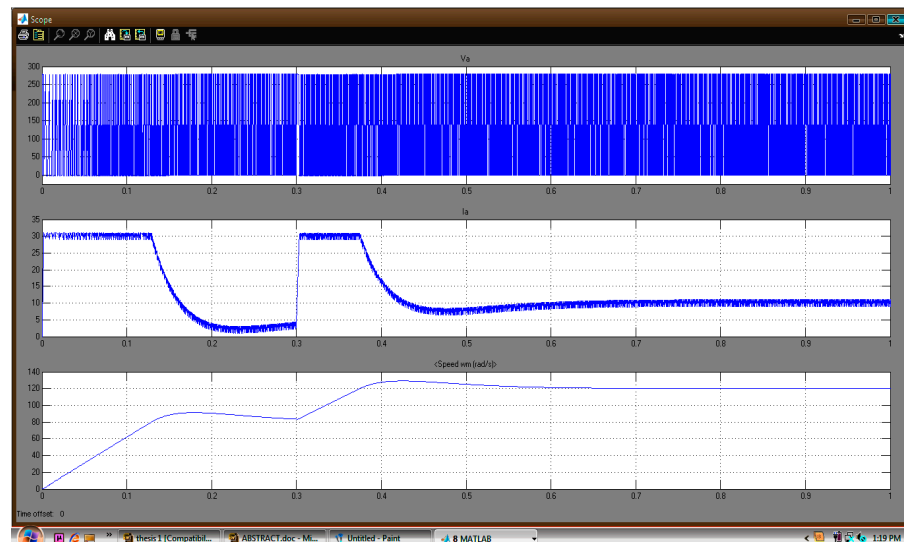 Scope
Va
300
250
200
150
100
50
0
0 0.1 0.2 0.3 0.4 0.5 0.6 0.7 0.8 0.9 1
Ia
35
30
25
20
15
10
5
0
0 0.1 0.2 0.3 0.4 0.5 0.6 0.7 0.8 0.9 1
<Speed wm (rad/s)>
140
120
100
80
60
40
20
0
0 0.1 0.2 0.3 0.4 0.5 0.6 0.7 0.8 0.9 1
Time offset: 0
» thesis 1 [Compatibil... ABSTRACT.doc - Mi... Untitled - Paint 8 MATLAB 1:19 PM